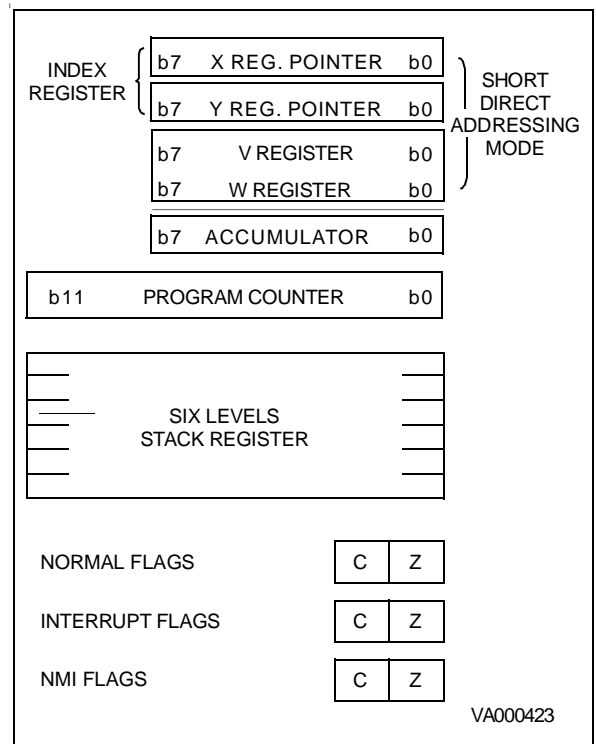 INDEX
REGISTER
b7 X REG. POINTER b0
b7 Y REG. POINTER b0
b7 V REGISTER b0
b7 W REGISTER b0
SHORT
DIRECT
ADDRESSING
MODE
b7 ACCUMULATOR b0
b11 PROGRAM COUNTER b0
SIX LEVELS
STACK REGISTER
NORMAL FLAGS C Z
INTERRUPT FLAGS C Z
NMI FLAGS C Z
VA000423